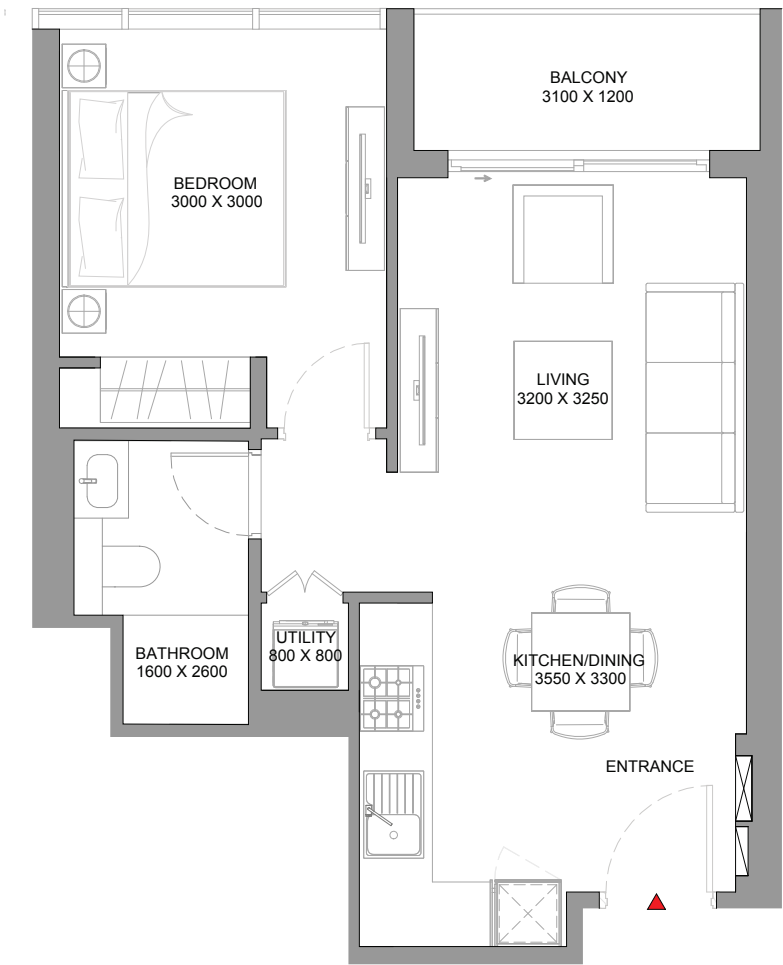 BALCONY
3100 X 1200
BEDROOM
3000 X 3000
LIVING
3200 X 3250
BATHROOM
1600 X 2600
UTILITY
800 X 800
KITCHEN/DINING
3550 X 3300
ENTRANCE